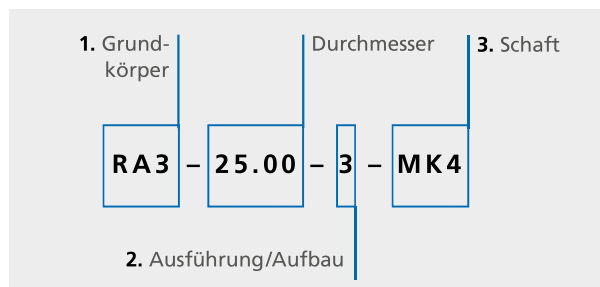 1. Grund-
körper
Durchmesser
3. Schaft
RA3 – 25.00 – 3 – MK4
2. Ausführung/Aufbau